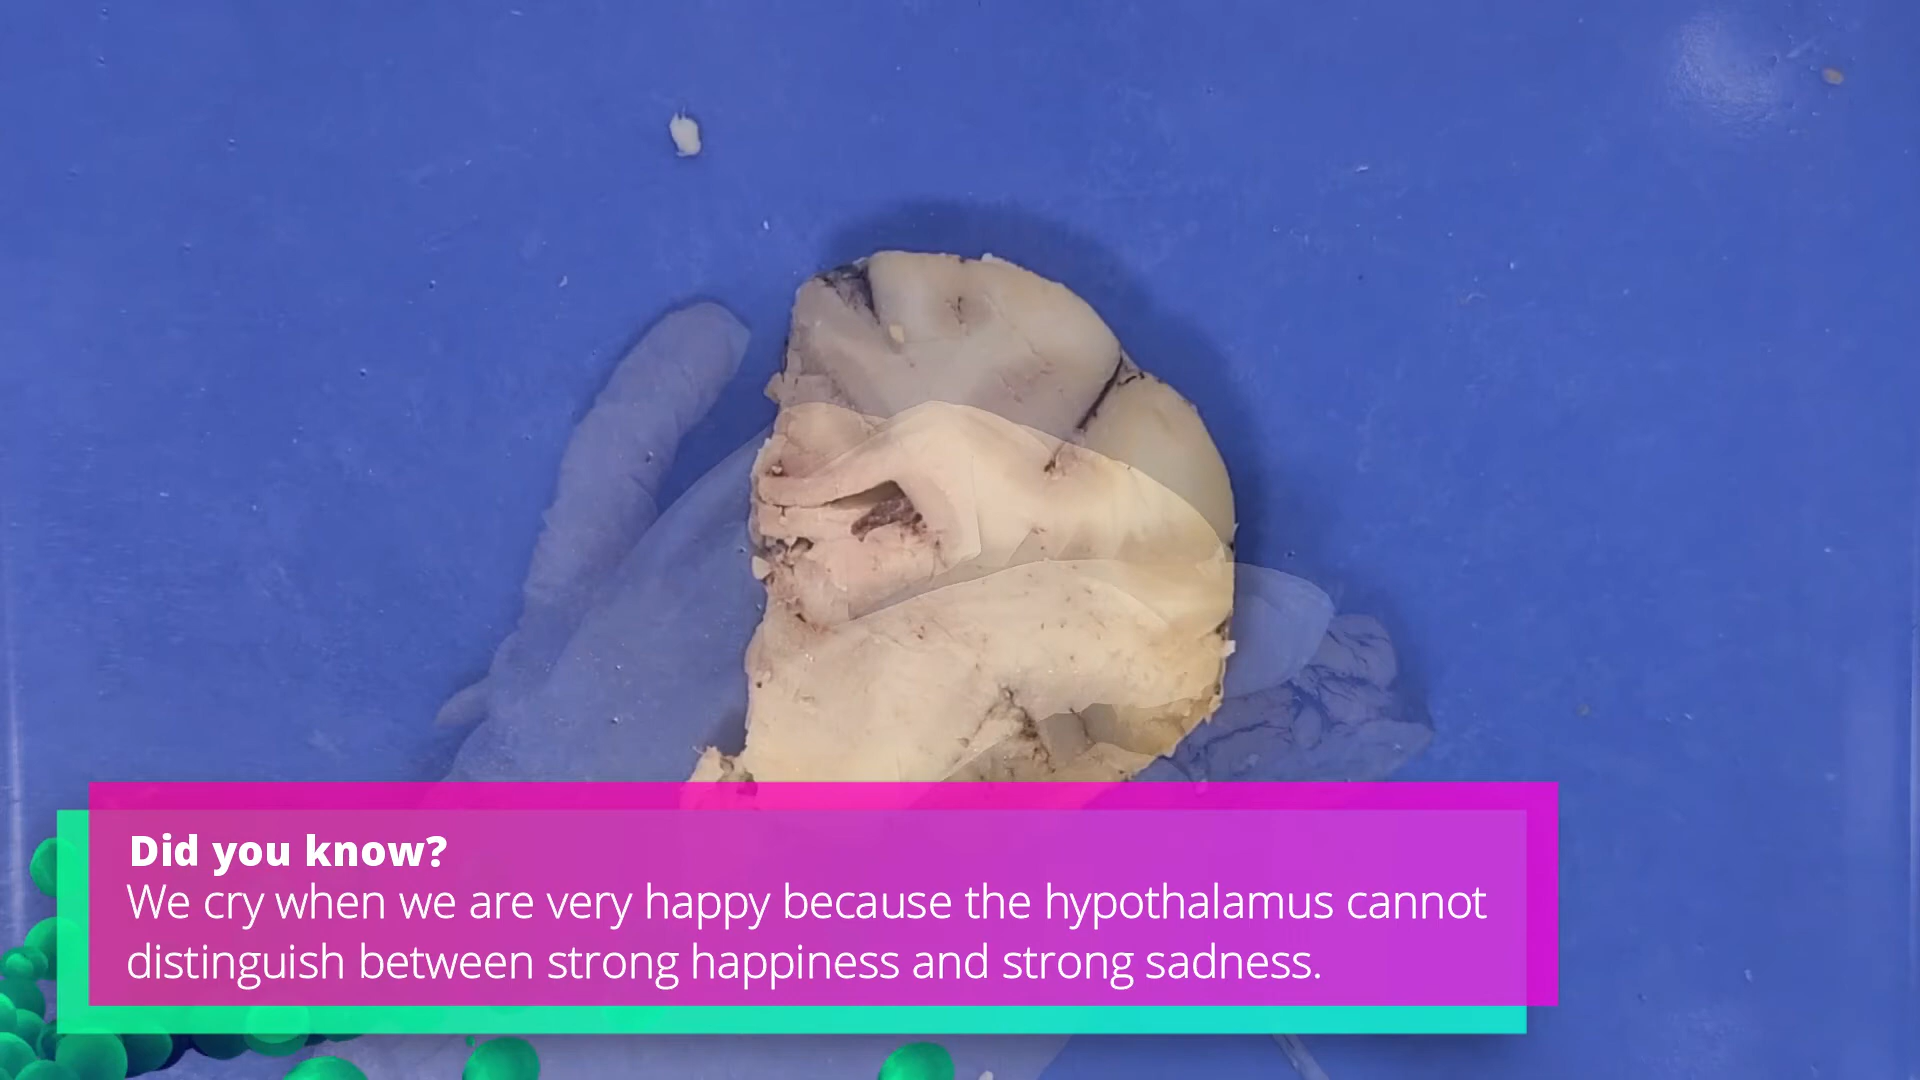 Did you know?
We cry when we are very happy because the hypothalamus cannot
distinguish between strong happiness and strong sadness.